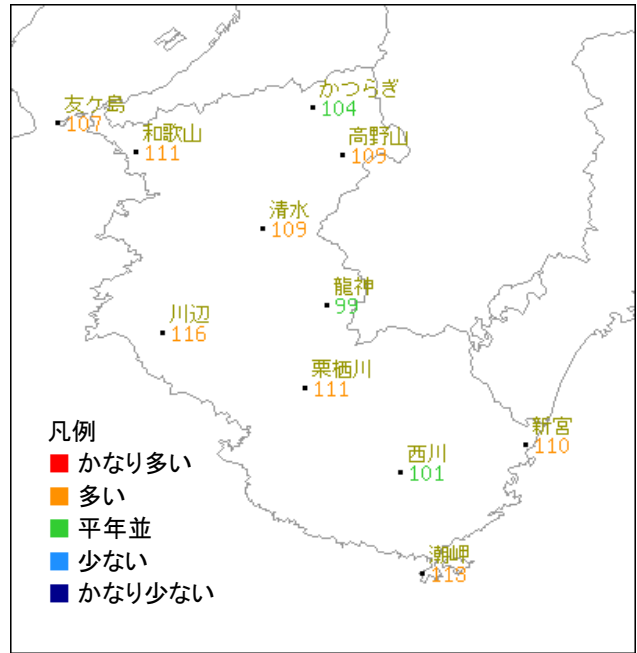 かつらぎ
104
友ケ島
107
和歌山
111
高野山
109
清水
109
龍神
99
川辺
116
栗栖川
111
新宮
110
西川
101
潮岬
113
凡例
かなり多い
多い
平年並
少ない
かなり少ない